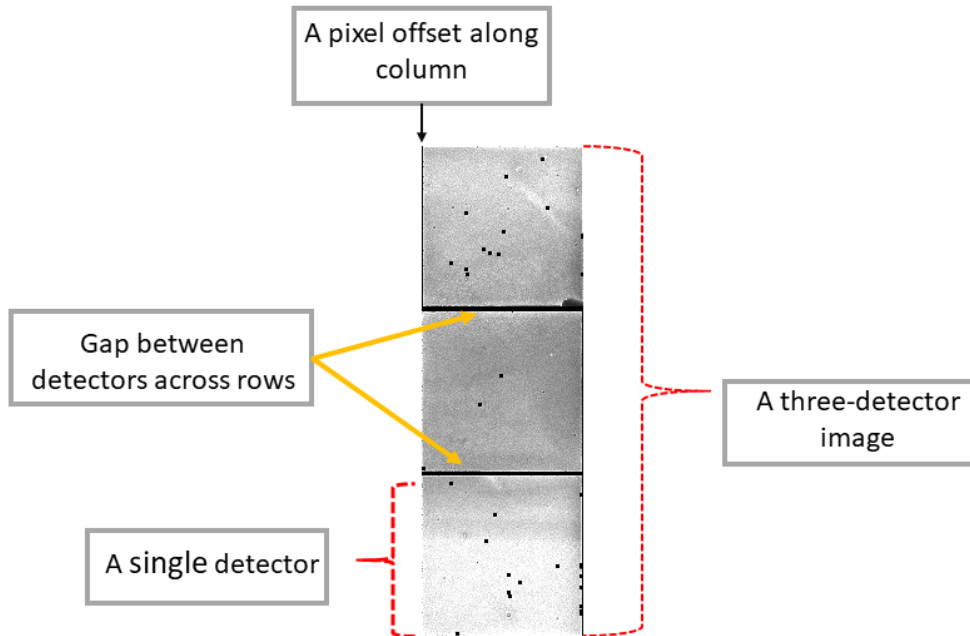 A pixel offset along
column
Gap between
detectors across rows
A three-detector
image
A single detector